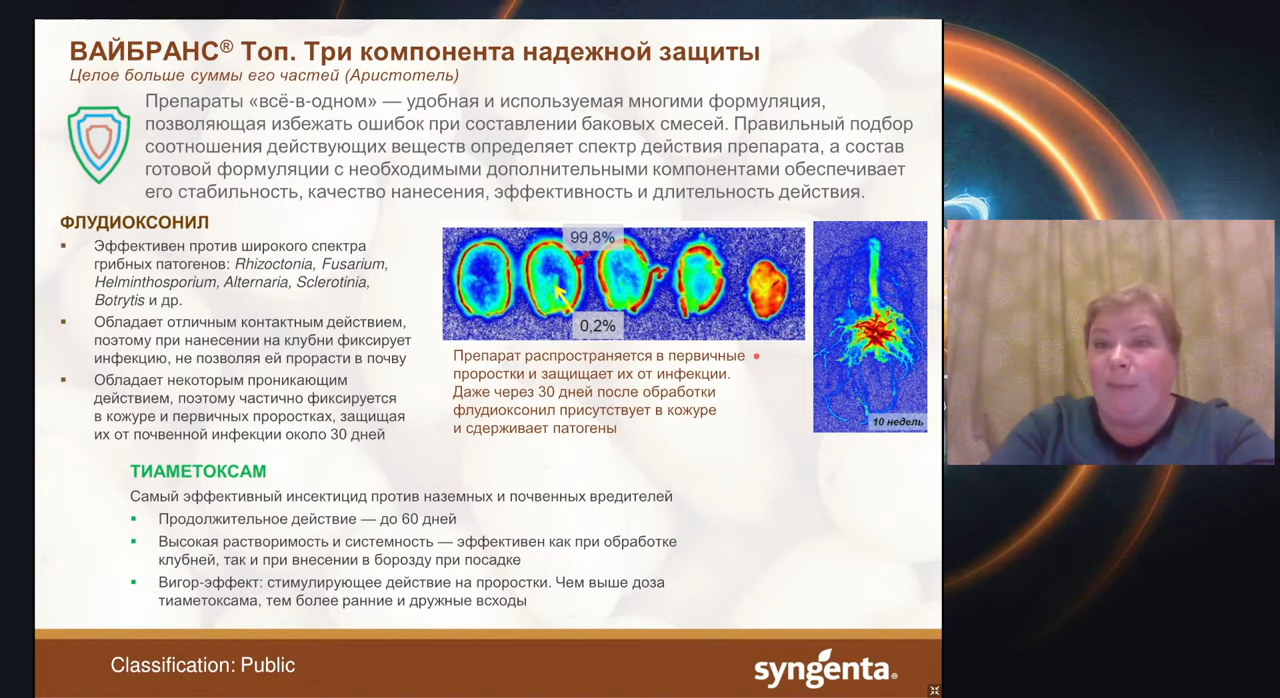 ВАЙБРАНС® Топ. Три компонента надежной защиты
Целое больше суммы его частей (Аристотель)
Препараты «всё-в-одном» — удобная и используемая многими формуляция,
позволяющая избежать ошибок при составлении баковых смесей. Правильный подбор
соотношения действующих веществ определяет спектр действия препарата, а состав
готовой формуляции с необходимыми дополнительными компонентами обеспечивает
его стабильность, качество нанесения, эффективность и длительность действия.
ФЛУДИОКСОНИЛ
▪ Эффективен против широкого спектра
грибных патогенов: Rhizoctonia, Fusarium,
Helminthosporium, Alternaria, Sclerotinia,
Botrytis и др.
▪ Обладает отличным контактным действием,
поэтому при нанесении на клубни фиксирует
инфекцию, не позволяя ей прорасти в почву
▪ Обладает некоторым проникающим
действием, поэтому частично фиксируется
в кожуре и первичных проростках, защищая
их от почвенной инфекции около 30 дней
99,8%
0,2%
Препарат распространяется в первичные
проростки и защищает их от инфекции.
Даже через 30 дней после обработки
флудиоксонил присутствует в кожуре
и сдерживает патогены
10 недель
ТИАМЕТОКСАМ
Самый эффективный инсектицид против наземных и почвенных вредителей
▪ Продолжительное действие — до 60 дней
▪ Высокая растворимость и системность — эффективен как при обработке
клубней, так и при внесении в борозду при посадке
▪ Вигор-эффект: стимулирующее действие на проростки. Чем выше доза
тиаметоксама, тем более ранние и дружные всходы
Classification: Public
syngenta®